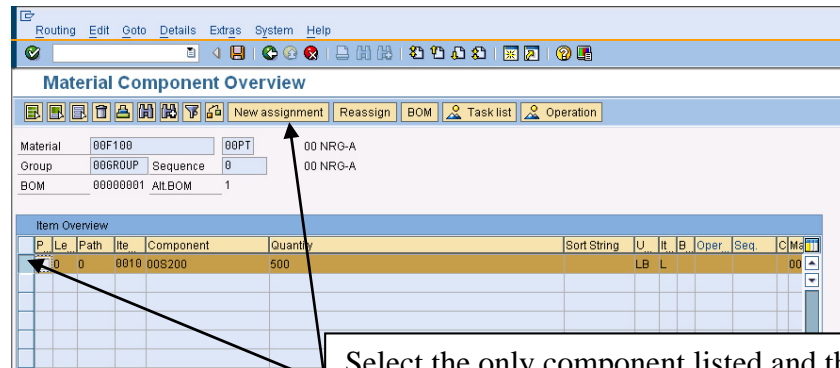 Routing Edit Goto Details Extras System Help
Material Component Overview
New assignment Reassign BOM Task list Operation
Material 00F100 00PT 00 NRG-A
Group 00GROUP Sequence 0 00 NRG-A
BOM 00000001 Alt.BOM 1
Item Overview
P.. Le.. Path Ite.. Component Quantity Sort String U.. It.. B.. Oper.. Seq. C Ma
0 0 0010 00S200 500 LB L 00
Select the only component listed and th